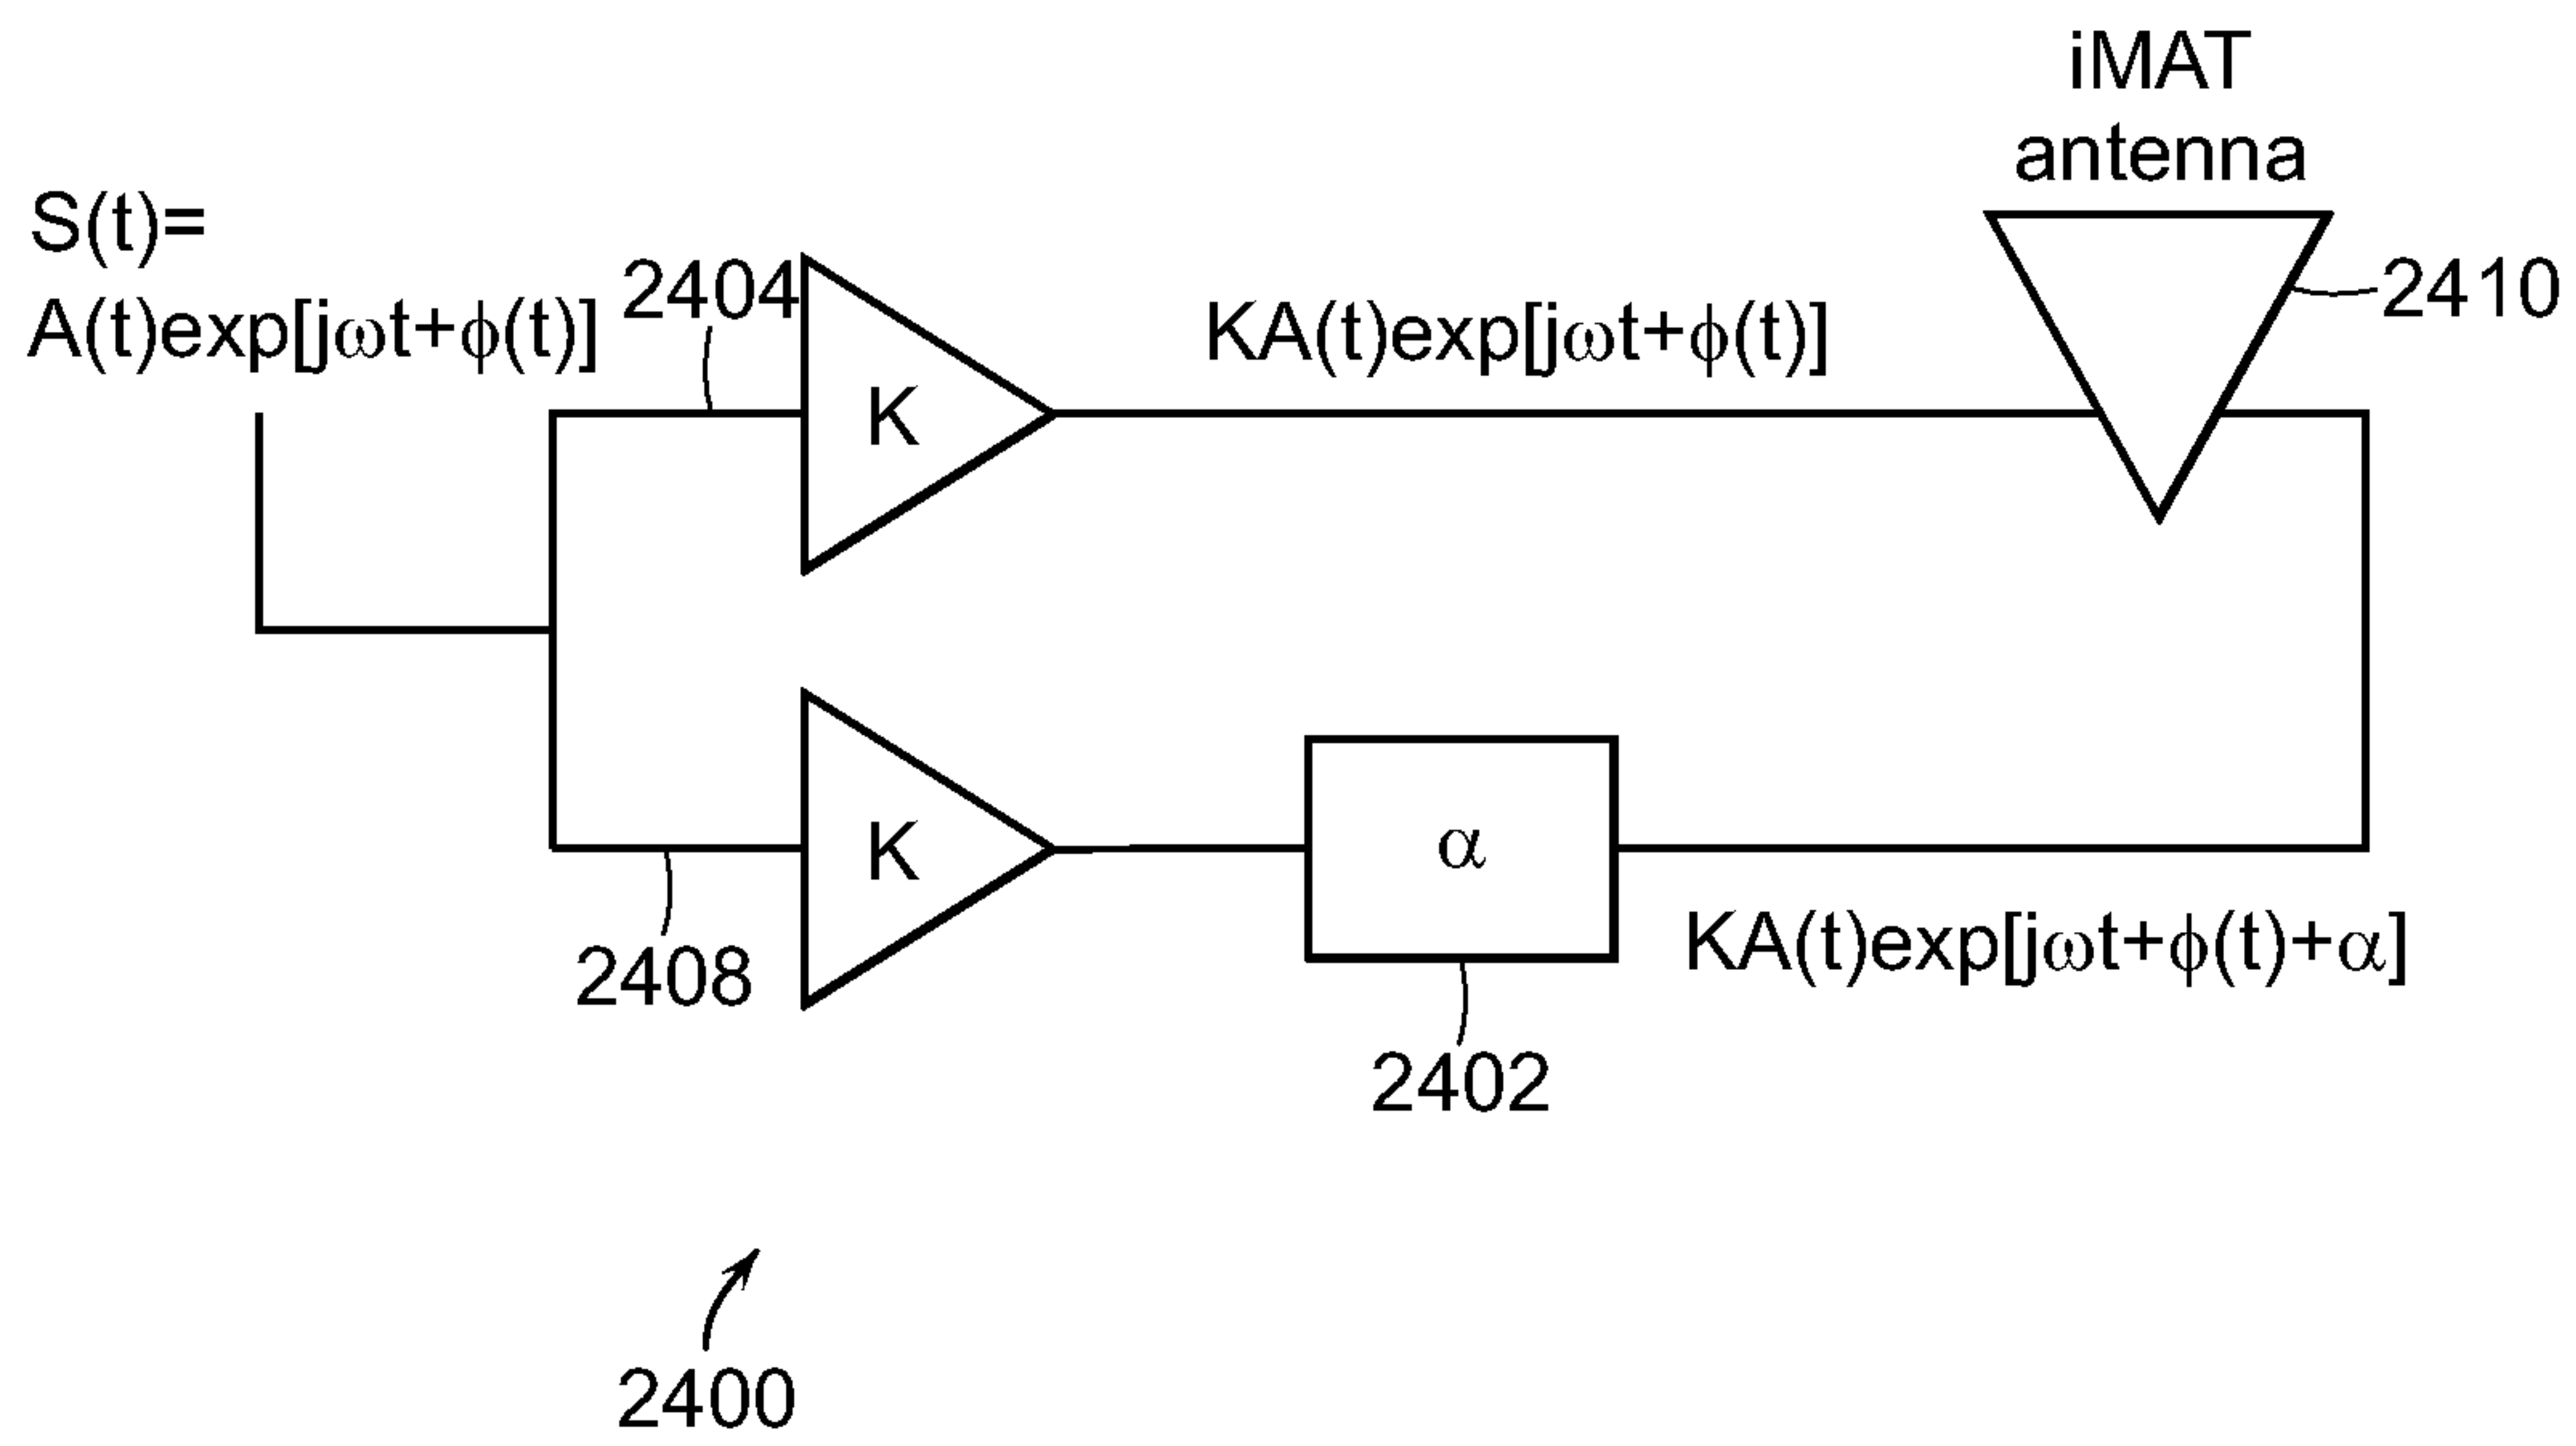 iMAT
antenna
S(t)=
A(t)exp[jωt+ϕ(t)]
2404
KA(t)exp[jωt+ϕ(t)]
2410
K
K
α
2408
KA(t)exp[jωt+ϕ(t)+α]
2402
2400